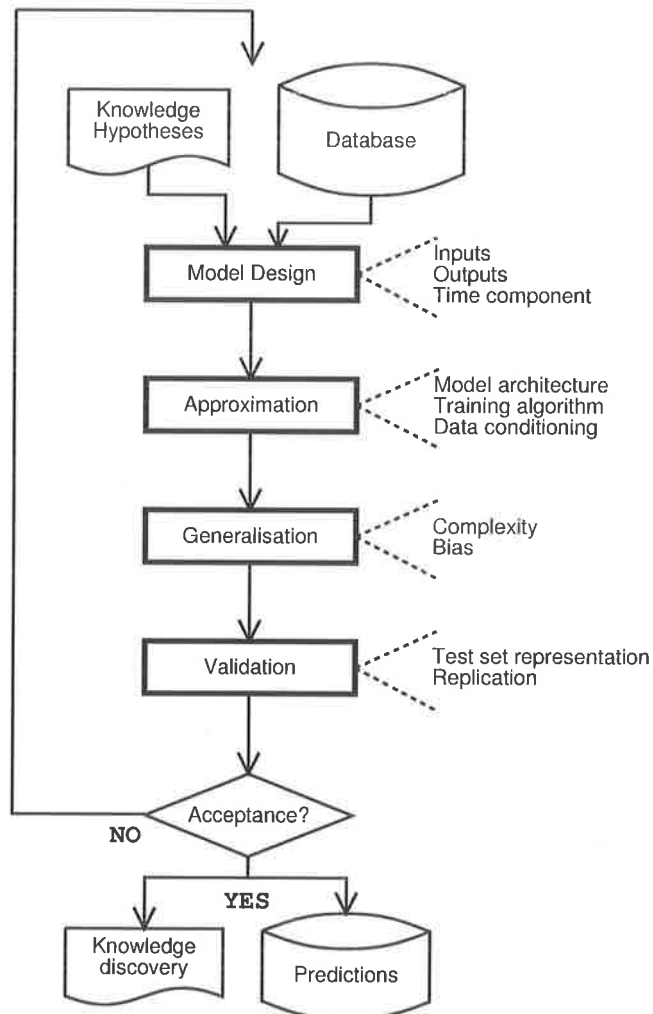 Knowledge
Hypotheses
Database
Model Design
Inputs
Outputs
Time component
Approximation
Model architecture
Training algorithm
Data conditioning
Generalisation
Complexity
Bias
Validation
Test set representation
Replication
Acceptance?
NO
YES
Knowledge
discovery
Predictions